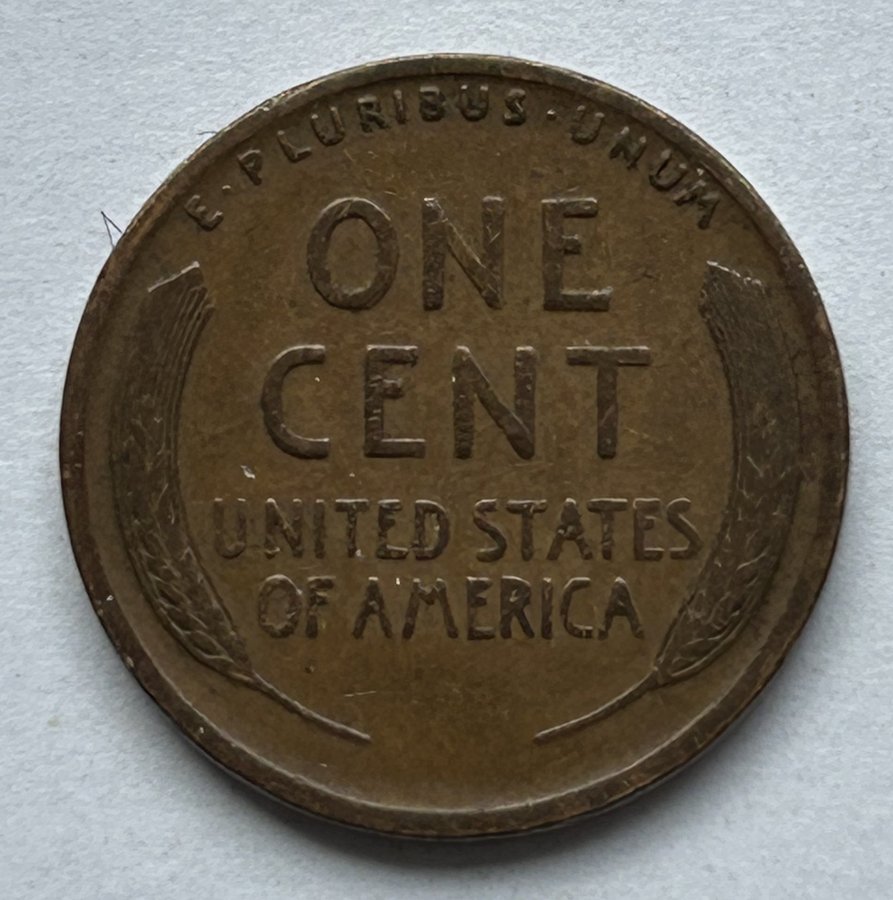 E·PLURIBUS·UNUM
ONE
CENT
UNITED STATES
OF AMERICA